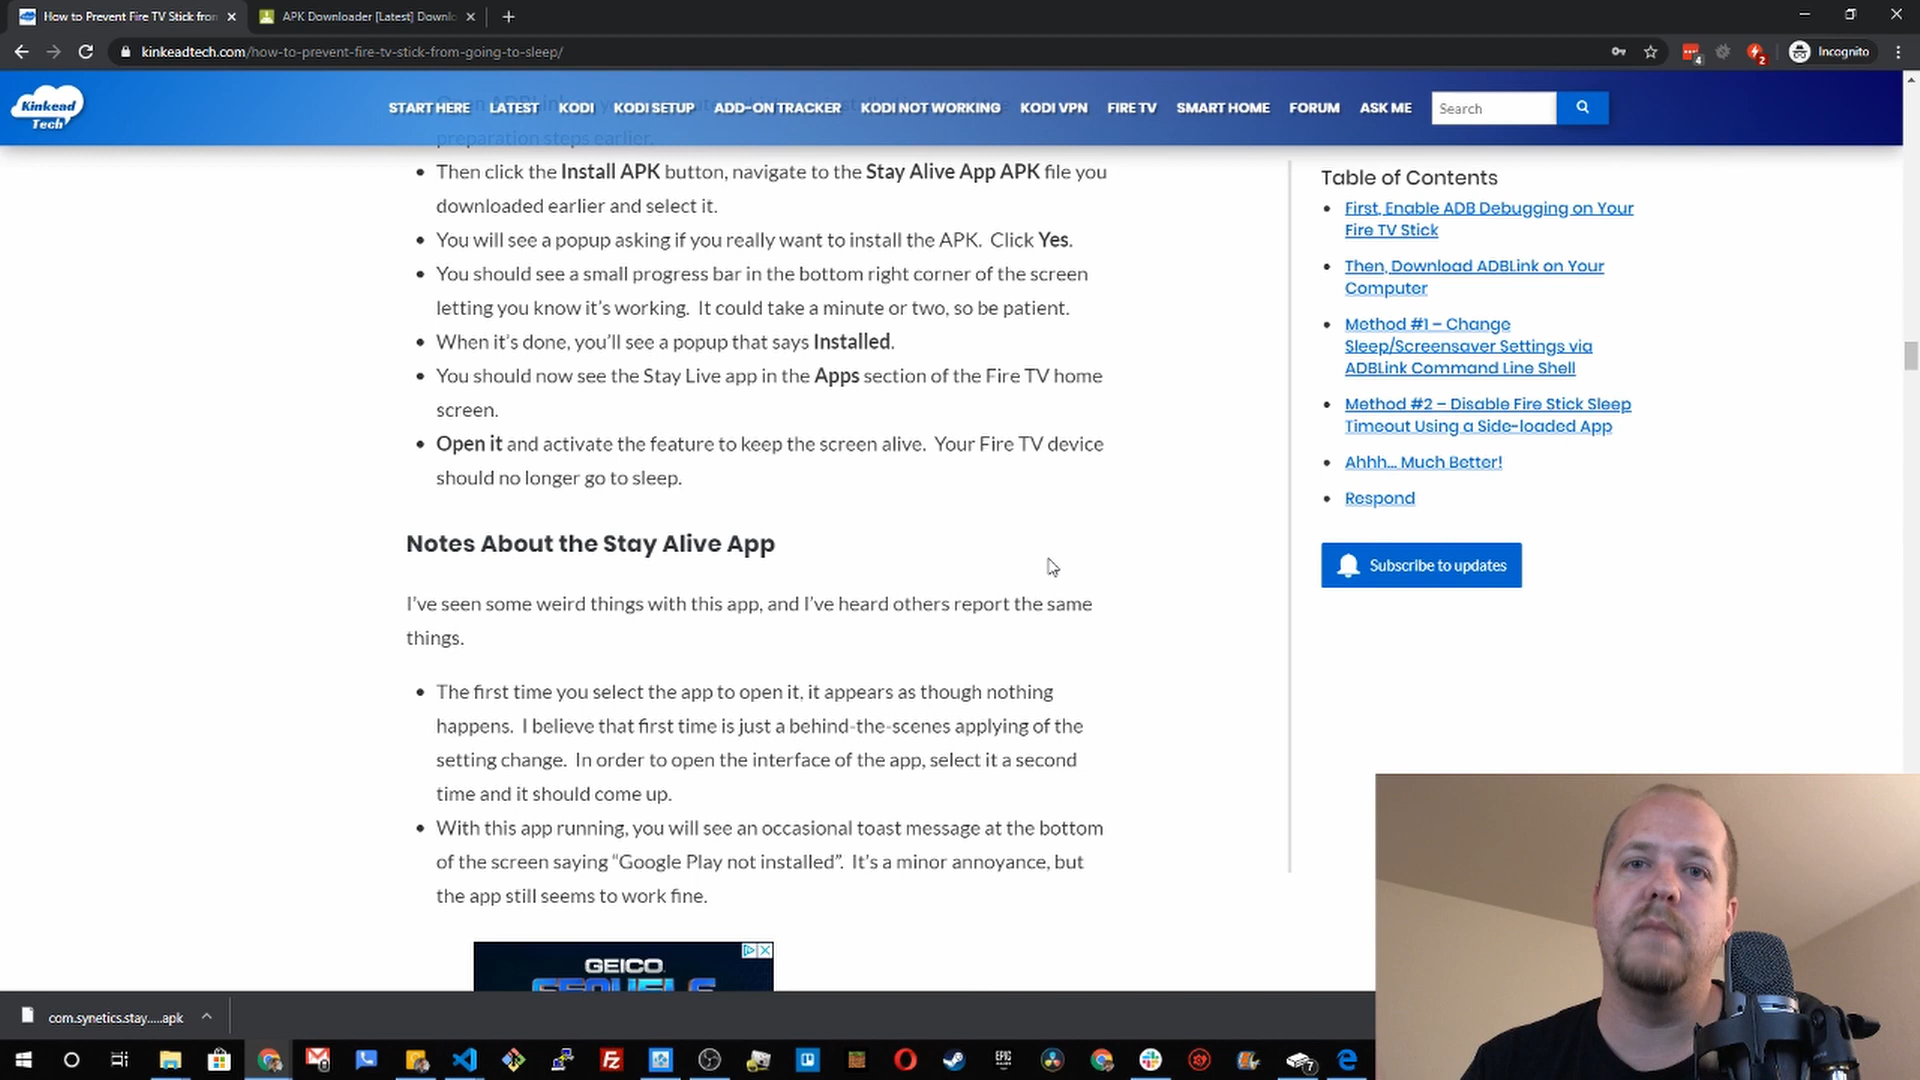 How to Prevent Fire TV Stick from
APK Downloader [Latest] Downlo
kinkeadtech.com/how-to-prevent-fire-tv-stick-from-going-to-sleep/
4
2
Incognito
Kinkead
Tech
START HERE
LATEST
KODI
KODI SETUP
ADD-ON TRACKER
KODI NOT WORKING
KODI VPN
FIRE TV
SMART HOME
FORUM
ASK ME
Search
preparation steps earlier.
• Then click the Install APK button, navigate to the Stay Alive App APK file you
downloaded earlier and select it.
• You will see a popup asking if you really want to install the APK.  Click Yes.
• You should see a small progress bar in the bottom right corner of the screen
letting you know it’s working.  It could take a minute or two, so be patient.
• When it’s done, you’ll see a popup that says Installed.
• You should now see the Stay Live app in the Apps section of the Fire TV home
screen.
• Open it and activate the feature to keep the screen alive.  Your Fire TV device
should no longer go to sleep.
Notes About the Stay Alive App
I’ve seen some weird things with this app, and I’ve heard others report the same
things.
• The first time you select the app to open it, it appears as though nothing
happens.  I believe that first time is just a behind-the-scenes applying of the
setting change.  In order to open the interface of the app, select it a second
time and it should come up.
• With this app running, you will see an occasional toast message at the bottom
of the screen saying “Google Play not installed”.  It’s a minor annoyance, but
the app still seems to work fine.
Table of Contents
• First, Enable ADB Debugging on Your
Fire TV Stick
• Then, Download ADBLink on Your
Computer
• Method #1 – Change
Sleep/Screensaver Settings via
ADBLink Command Line Shell
• Method #2 – Disable Fire Stick Sleep
Timeout Using a Side-loaded App
• Ahhh… Much Better!
• Respond
Subscribe to updates
GEICO
SEQUELS
com.synetics.stay.....apk
EPIC
7